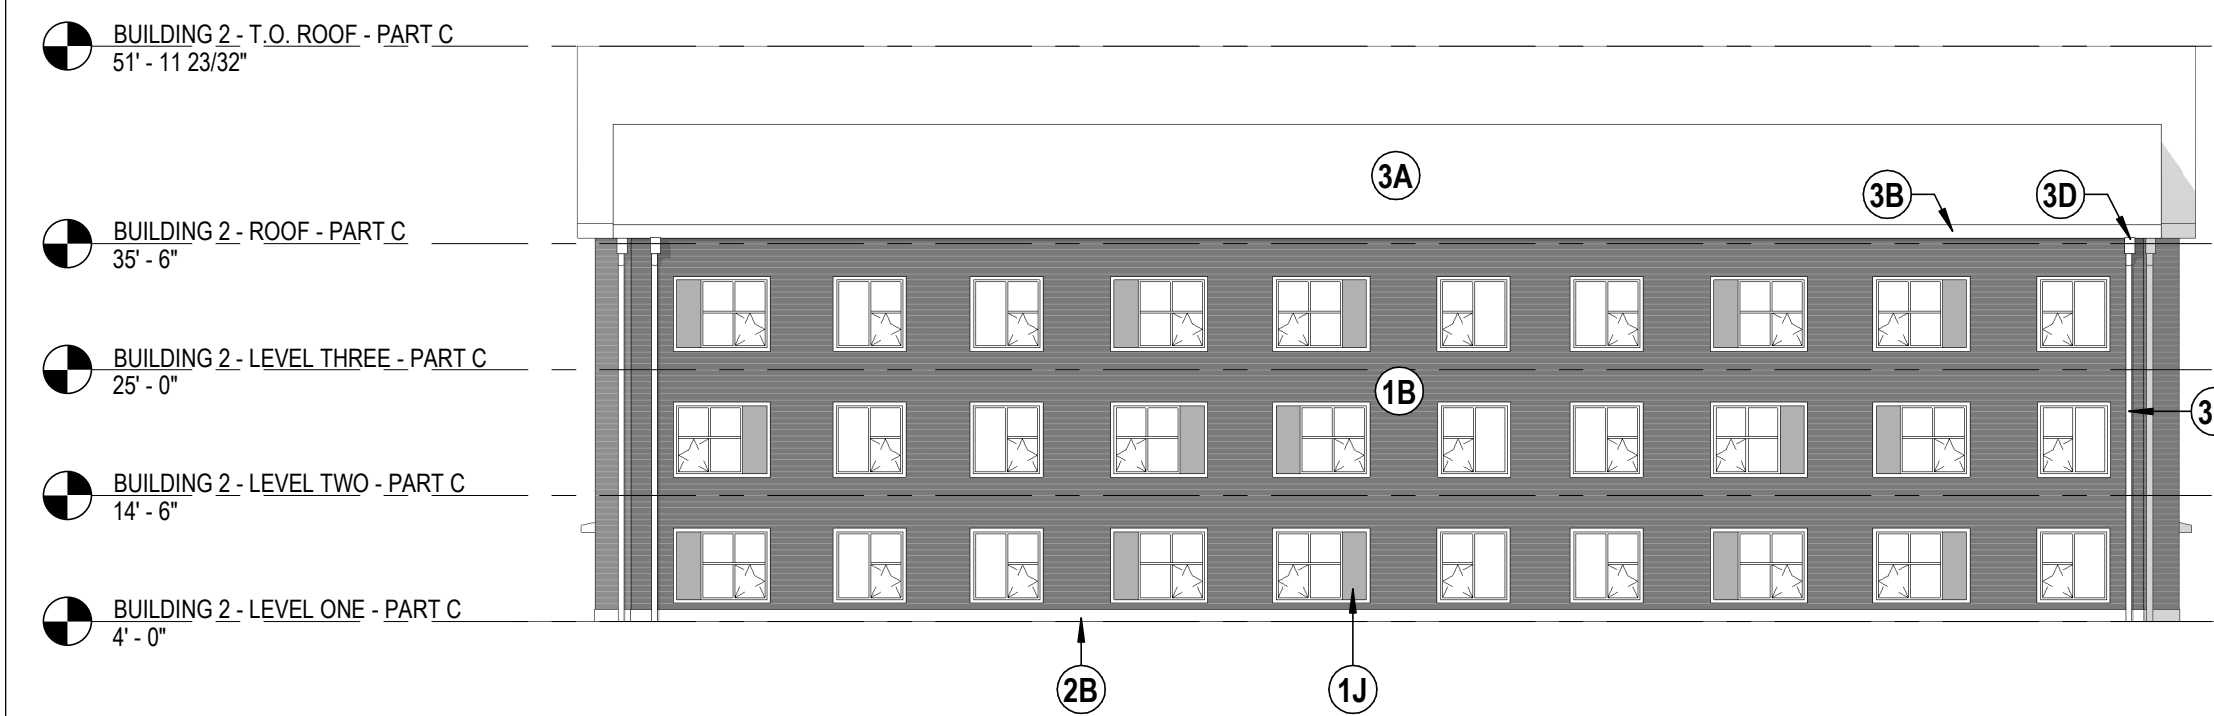 BUILDING 2 - T.O. ROOF - PART C
51' - 11 23/32"
3A
3B
3D
BUILDING 2 - ROOF - PART C
35' - 6"
BUILDING 2 - LEVEL THREE - PART C
25' - 0"
1B
3
BUILDING 2 - LEVEL TWO - PART C
14' - 6"
BUILDING 2 - LEVEL ONE - PART C
4' - 0"
2B
1J